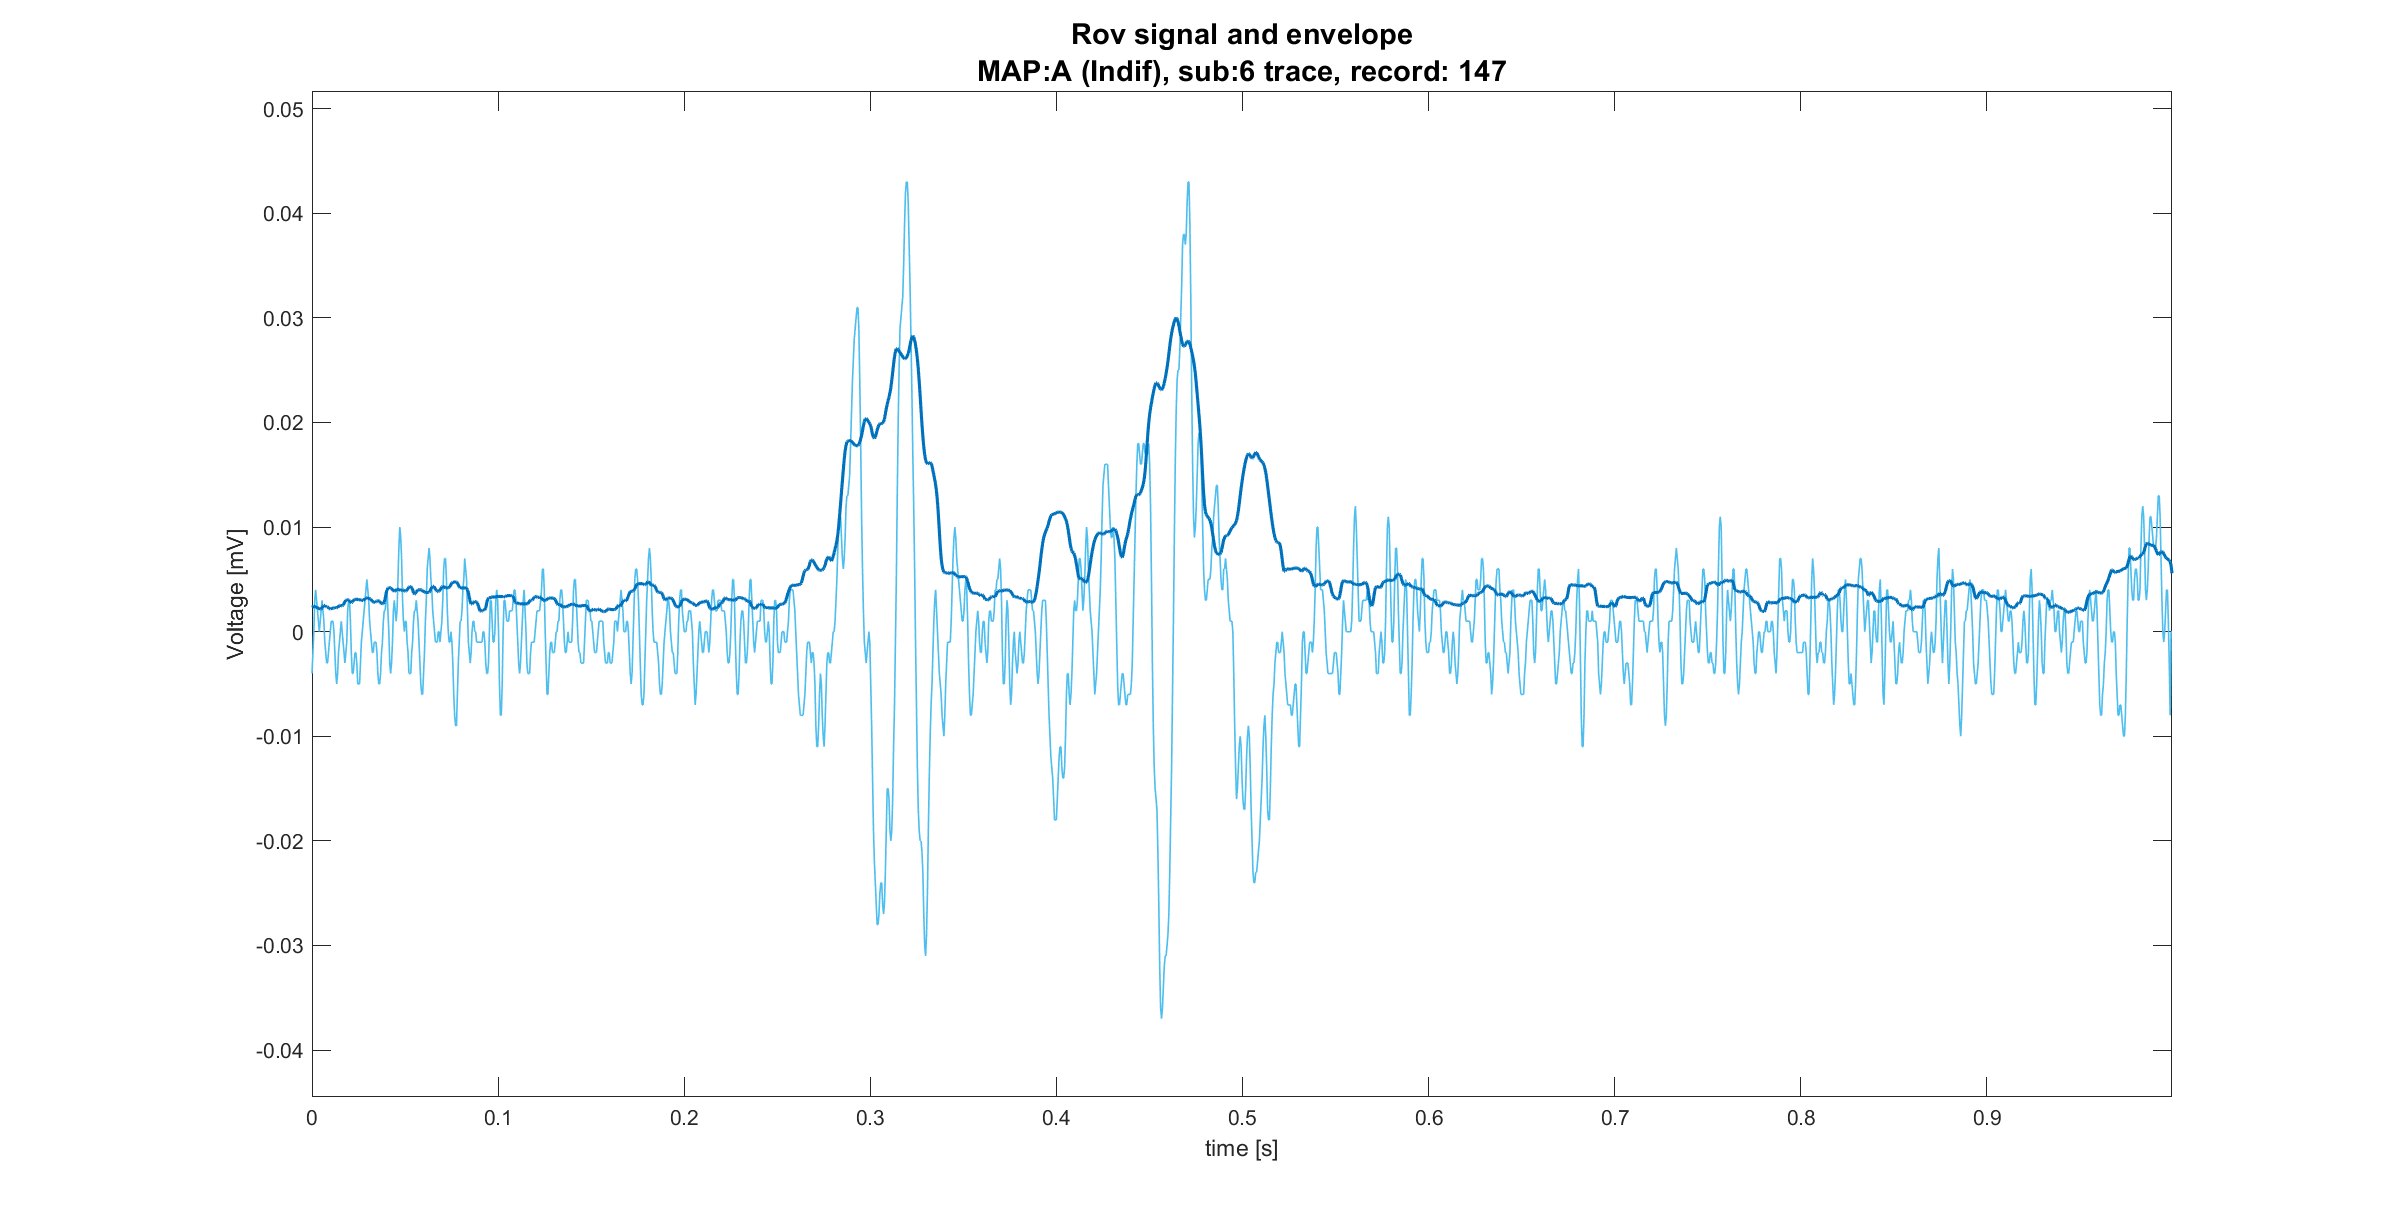 Rov signal and envelope
MAP:A (Indif), sub:6 trace, record: 147
0.05
0.04
0.03
0.02
0.01
0
-0.01
-0.02
-0.03
-0.04
Voltage [mV]
0 0.1 0.2 0.3 0.4 0.5 0.6 0.7 0.8 0.9
time [s]